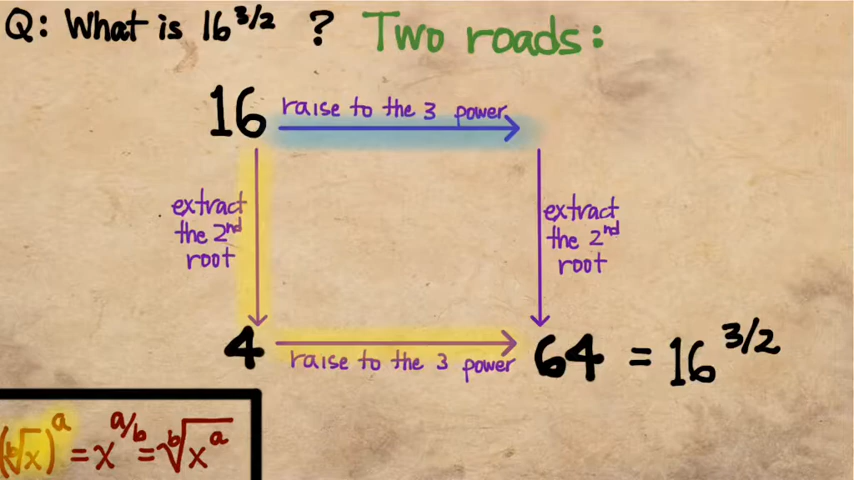 Q: What is 16^3/2 ? Two roads:
16 raise to the 3 power
extract
the 2nd
root
extract
the 2nd
root
4 raise to the 3 power 64 = 16^3/2
(ᵇ√x)^a = x^a/b = ᵇ√x^a